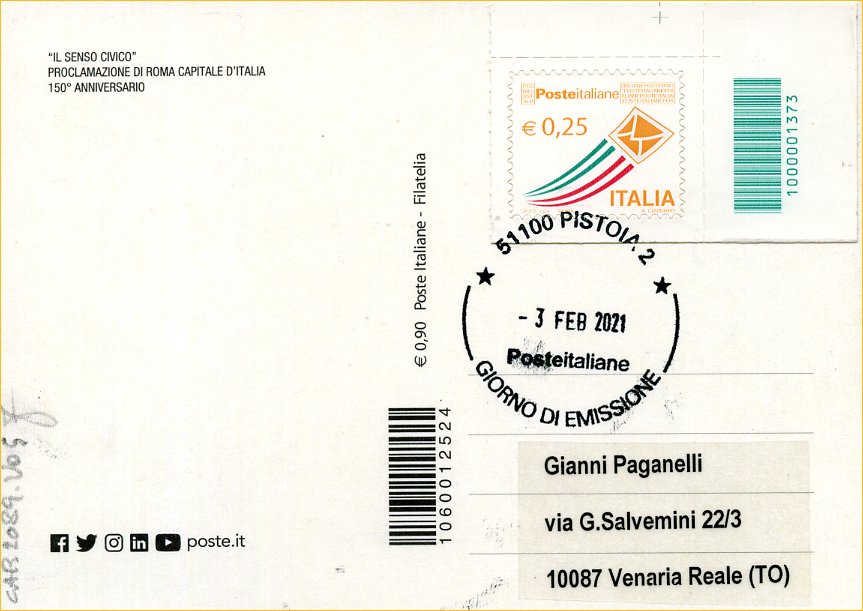 “IL SENSO CIVICO”
PROCLAMAZIONE DI ROMA CAPITALE D’ITALIA
150° ANNIVERSARIO
Posteitaliane
€ 0,25
ITALIA
1000001373
51100 PISTOIA 2
- 3 FEB 2021
Posteitaliane
GIORNO DI EMISSIONE
€ 0,90 Poste Italiane - Filatelia
1060012524
Gianni Paganelli
via G.Salvemini 22/3
10087 Venaria Reale (TO)
poste.it